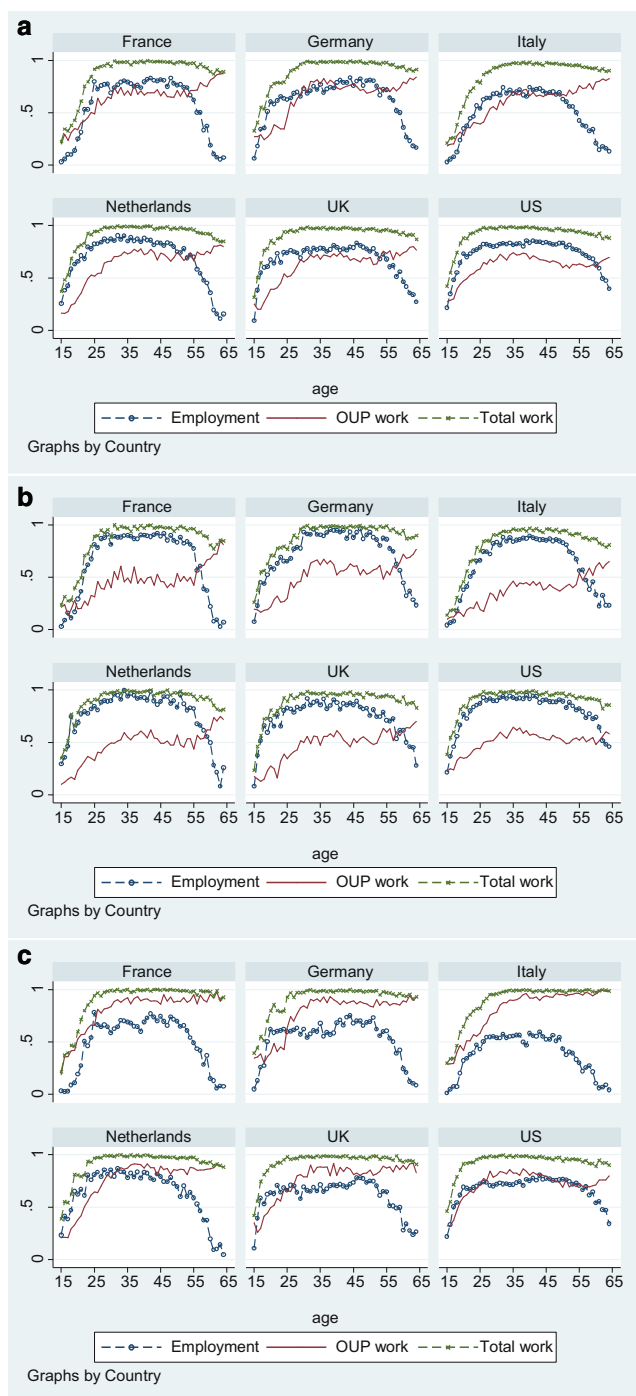 a
France Germany Italy
1
.5
0
Netherlands UK US
1
.5
0
15 25 35 45 55 65 15 25 35 45 55 65 15 25 35 45 55 65
age
Employment OUP work Total work
Graphs by Country
b
France Germany Italy
1
.5
0
Netherlands UK US
1
.5
0
15 25 35 45 55 65 15 25 35 45 55 65 15 25 35 45 55 65
age
Employment OUP work Total work
Graphs by Country
c
France Germany Italy
1
.5
0
Netherlands UK US
1
.5
0
15 25 35 45 55 65 15 25 35 45 55 65 15 25 35 45 55 65
age
Employment OUP work Total work
Graphs by Country